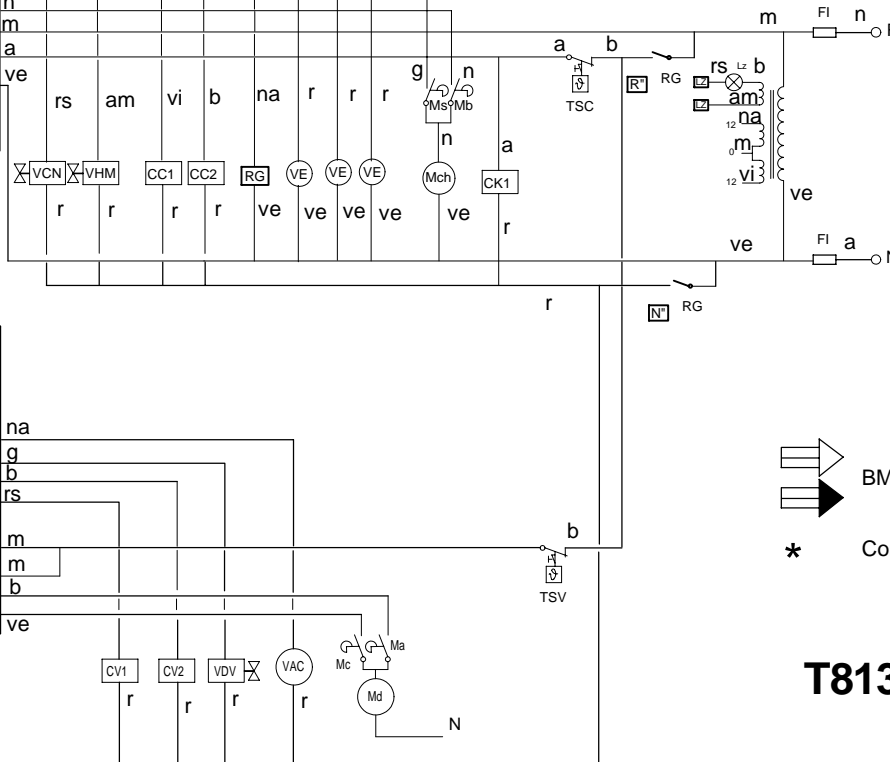 n
m FI n
m
a a b
ve
g n
rs am vi b na r r r
Ms Mb
TSC
R" RG
LZ rs Lz b
LZ am
12 na
0 m
12 vi
ve
n
a
VCN VHM CC1 CC2 RG VE VE VE Mch CK1
r r r r ve ve ve ve ve
r
ve FI a
N" RG
r
na
g
b
rs
m b
m
b
ve
TSV
BM
* Co
Mc Ma
CV1 CV2 VDV VAC Md
r r r r
N
T813